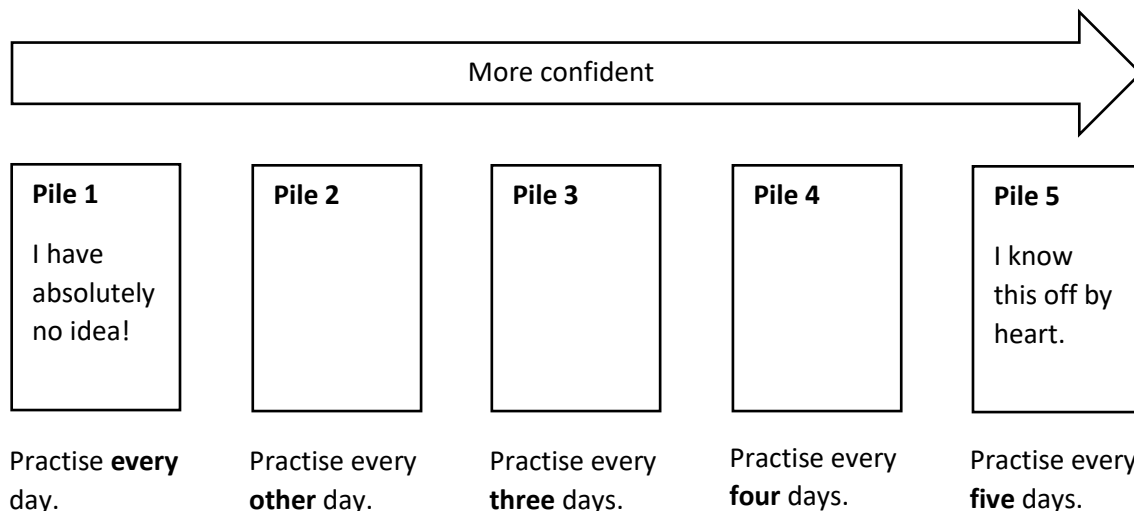 More confident
Pile 1
I have
absolutely
no idea!
Pile 2
Pile 3
Pile 4
Pile 5
I know
this off by
heart.
Practise every
day.
Practise every
other day.
Practise every
three days.
Practise every
four days.
Practise every
five days.